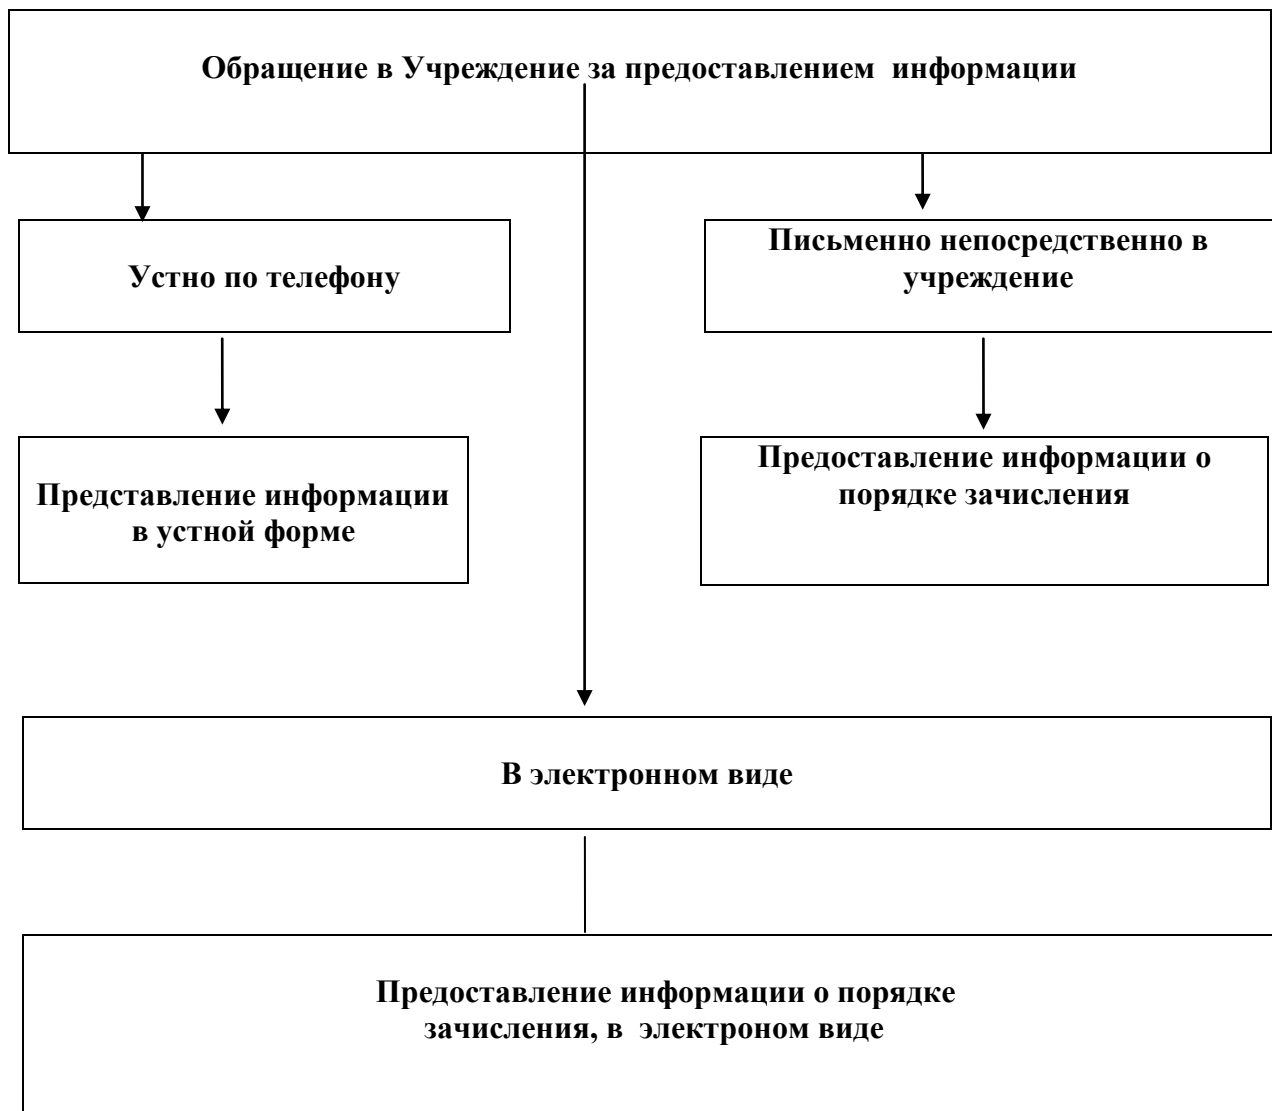 Обращение в Учреждение за предоставлением  информации
Устно по телефону
Письменно непосредственно в
учреждение
Представление информации
в устной форме
Предоставление информации о
порядке зачисления
В электронном виде
Предоставление информации о порядке
зачисления, в  электроном виде